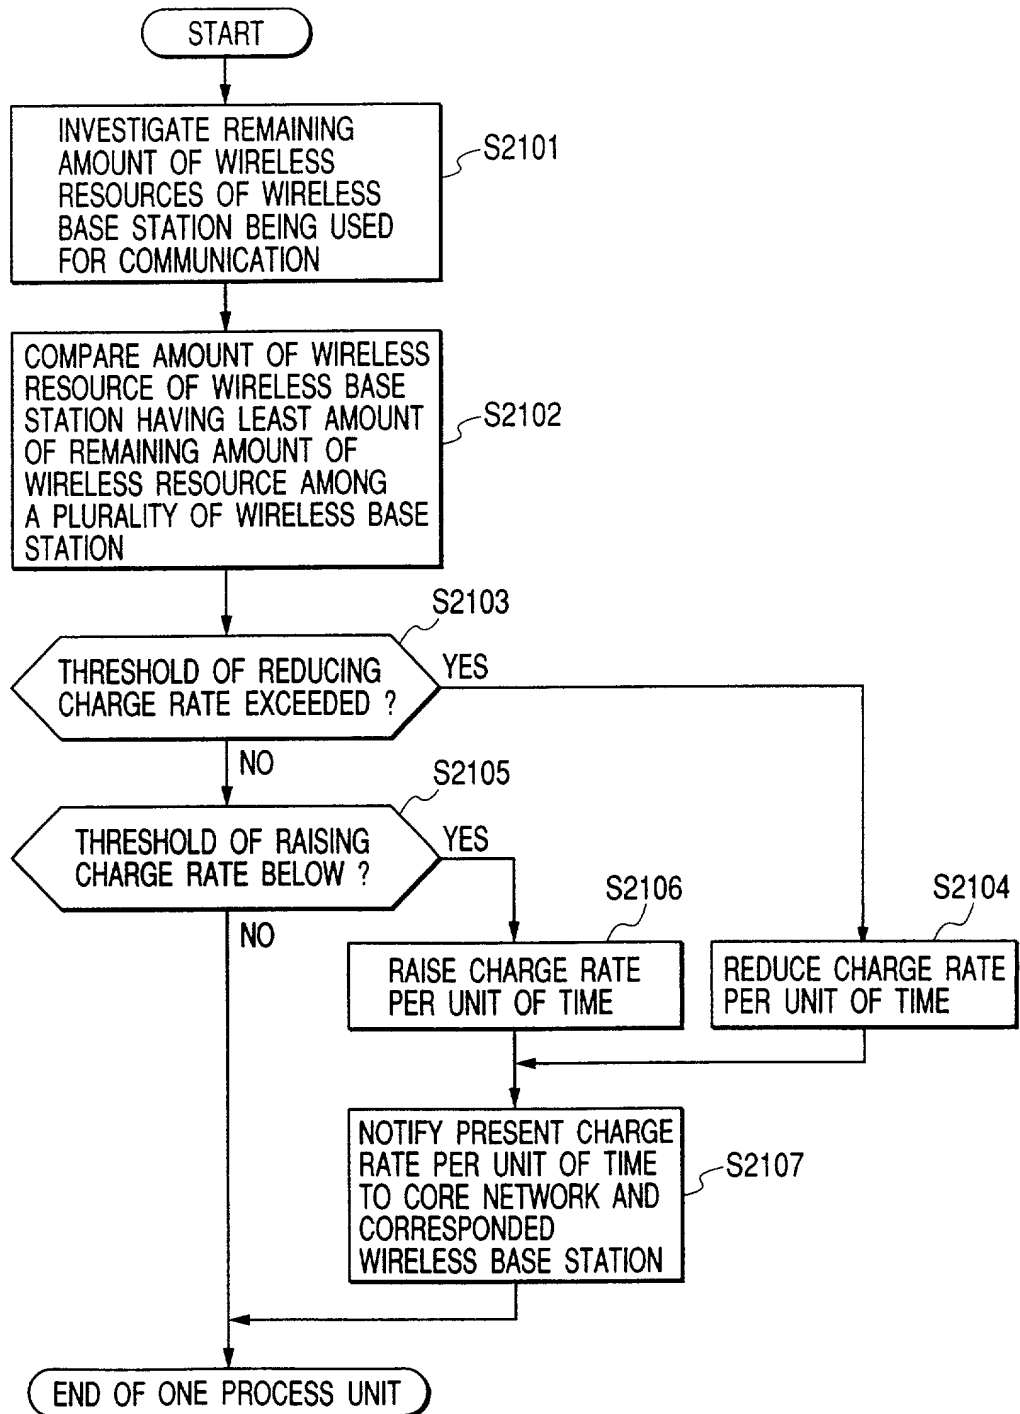 START
INVESTIGATE REMAINING
AMOUNT OF WIRELESS
RESOURCES OF WIRELESS
BASE STATION BEING USED
FOR COMMUNICATION
S2101
COMPARE AMOUNT OF WIRELESS
RESOURCE OF WIRELESS BASE
STATION HAVING LEAST AMOUNT
OF REMAINING AMOUNT OF
WIRELESS RESOURCE AMONG
A PLURALITY OF WIRELESS BASE
STATION
S2102
S2103
THRESHOLD OF REDUCING
CHARGE RATE EXCEEDED ?
YES
NO
S2105
THRESHOLD OF RAISING
CHARGE RATE BELOW ?
YES
NO
S2106
RAISE CHARGE RATE
PER UNIT OF TIME
S2104
REDUCE CHARGE RATE
PER UNIT OF TIME
NOTIFY PRESENT CHARGE
RATE PER UNIT OF TIME
TO CORE NETWORK AND
CORRESPONDED
WIRELESS BASE STATION
S2107
END OF ONE PROCESS UNIT